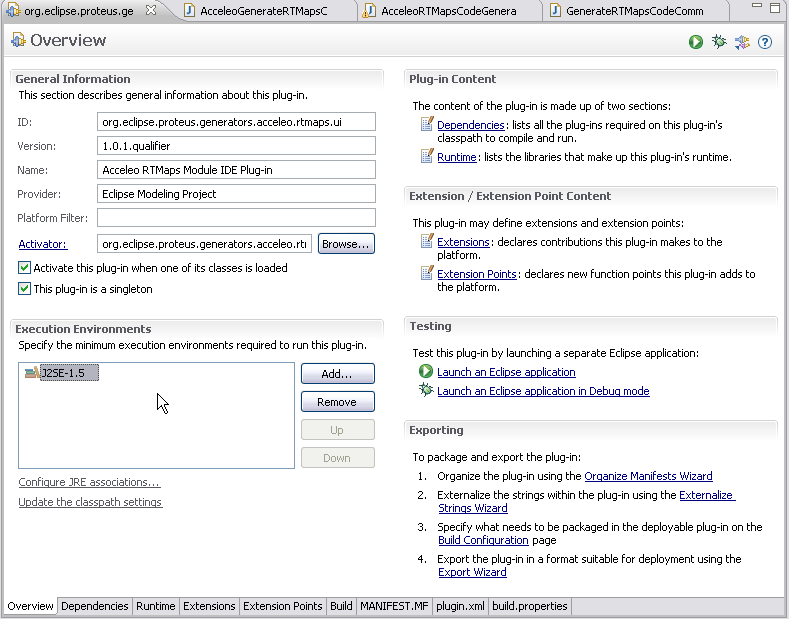 org.eclipse.proteus.ge
AcceleoGenerateRTMapsC
AcceleoRTMapsCodeGenera
GenerateRTMapsCodeComm
Overview
General Information
This section describes general information about this plug-in.
ID: org.eclipse.proteus.generators.acceleo.rtmaps.ui
Version: 1.0.1.qualifier
Name: Acceleo RTMaps Module IDE Plug-in
Provider: Eclipse Modeling Project
Platform Filter:
Activator: org.eclipse.proteus.generators.acceleo.rtı Browse...
Activate this plug-in when one of its classes is loaded
This plug-in is a singleton
Execution Environments
Specify the minimum execution environments required to run this plug-in.
J2SE-1.5
Add...
Remove
Up
Down
Configure JRE associations...
Update the classpath settings
Plug-in Content
The content of the plug-in is made up of two sections:
Dependencies: lists all the plug-ins required on this plug-in's
classpath to compile and run.
Runtime: lists the libraries that make up this plug-in's runtime.
Extension / Extension Point Content
This plug-in may define extensions and extension points:
Extensions: declares contributions this plug-in makes to the
platform.
Extension Points: declares new function points this plug-in adds to
the platform.
Testing
Test this plug-in by launching a separate Eclipse application:
Launch an Eclipse application
Launch an Eclipse application in Debug mode
Exporting
To package and export the plug-in:
1. Organize the plug-in using the Organize Manifests Wizard
2. Externalize the strings within the plug-in using the Externalize
Strings Wizard
3. Specify what needs to be packaged in the deployable plug-in on the
Build Configuration page
4. Export the plug-in in a format suitable for deployment using the
Export Wizard
Overview Dependencies Runtime Extensions Extension Points Build MANIFEST.MF plugin.xml build.properties